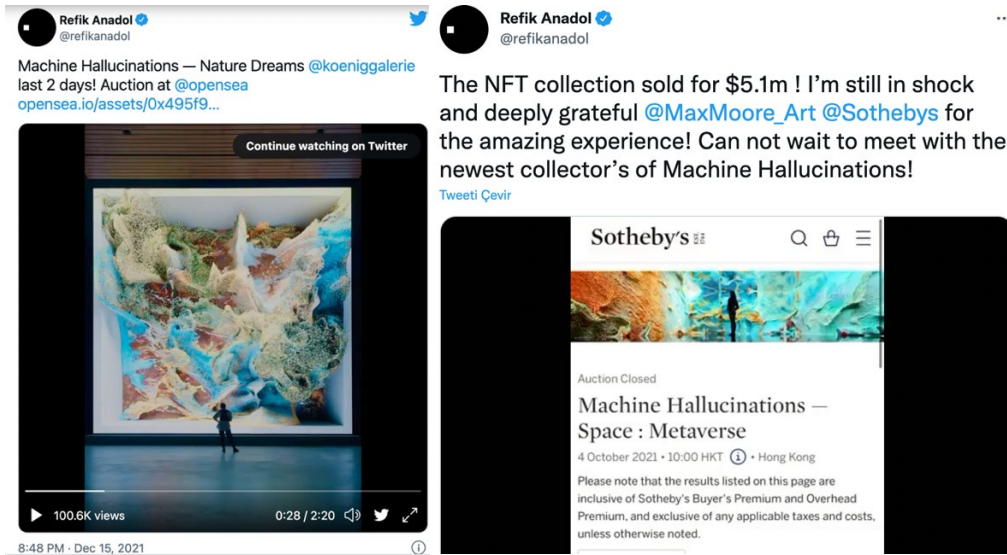 Refik Anadol
@refikanadol
Machine Hallucinations — Nature Dreams @koeniggalerie
last 2 days! Auction at @opensea
opensea.io/assets/0x495f9...
Continue watching on Twitter
100.6K views
0:28 / 2:20
8:48 PM · Dec 15, 2021
Refik Anadol
@refikanadol
The NFT collection sold for $5.1m ! I'm still in shock
and deeply grateful @MaxMoore_Art @Sothebys for
the amazing experience! Can not wait to meet with the
newest collector's of Machine Hallucinations!
Tweeti Çevir
Sotheby's EST. 1744
Auction Closed
Machine Hallucinations —
Space : Metaverse
4 October 2021 • 10:00 HKT • Hong Kong
Please note that the results listed on this page are
inclusive of Sotheby's Buyer's Premium and Overhead
Premium, and exclusive of any applicable taxes and costs,
unless otherwise noted.